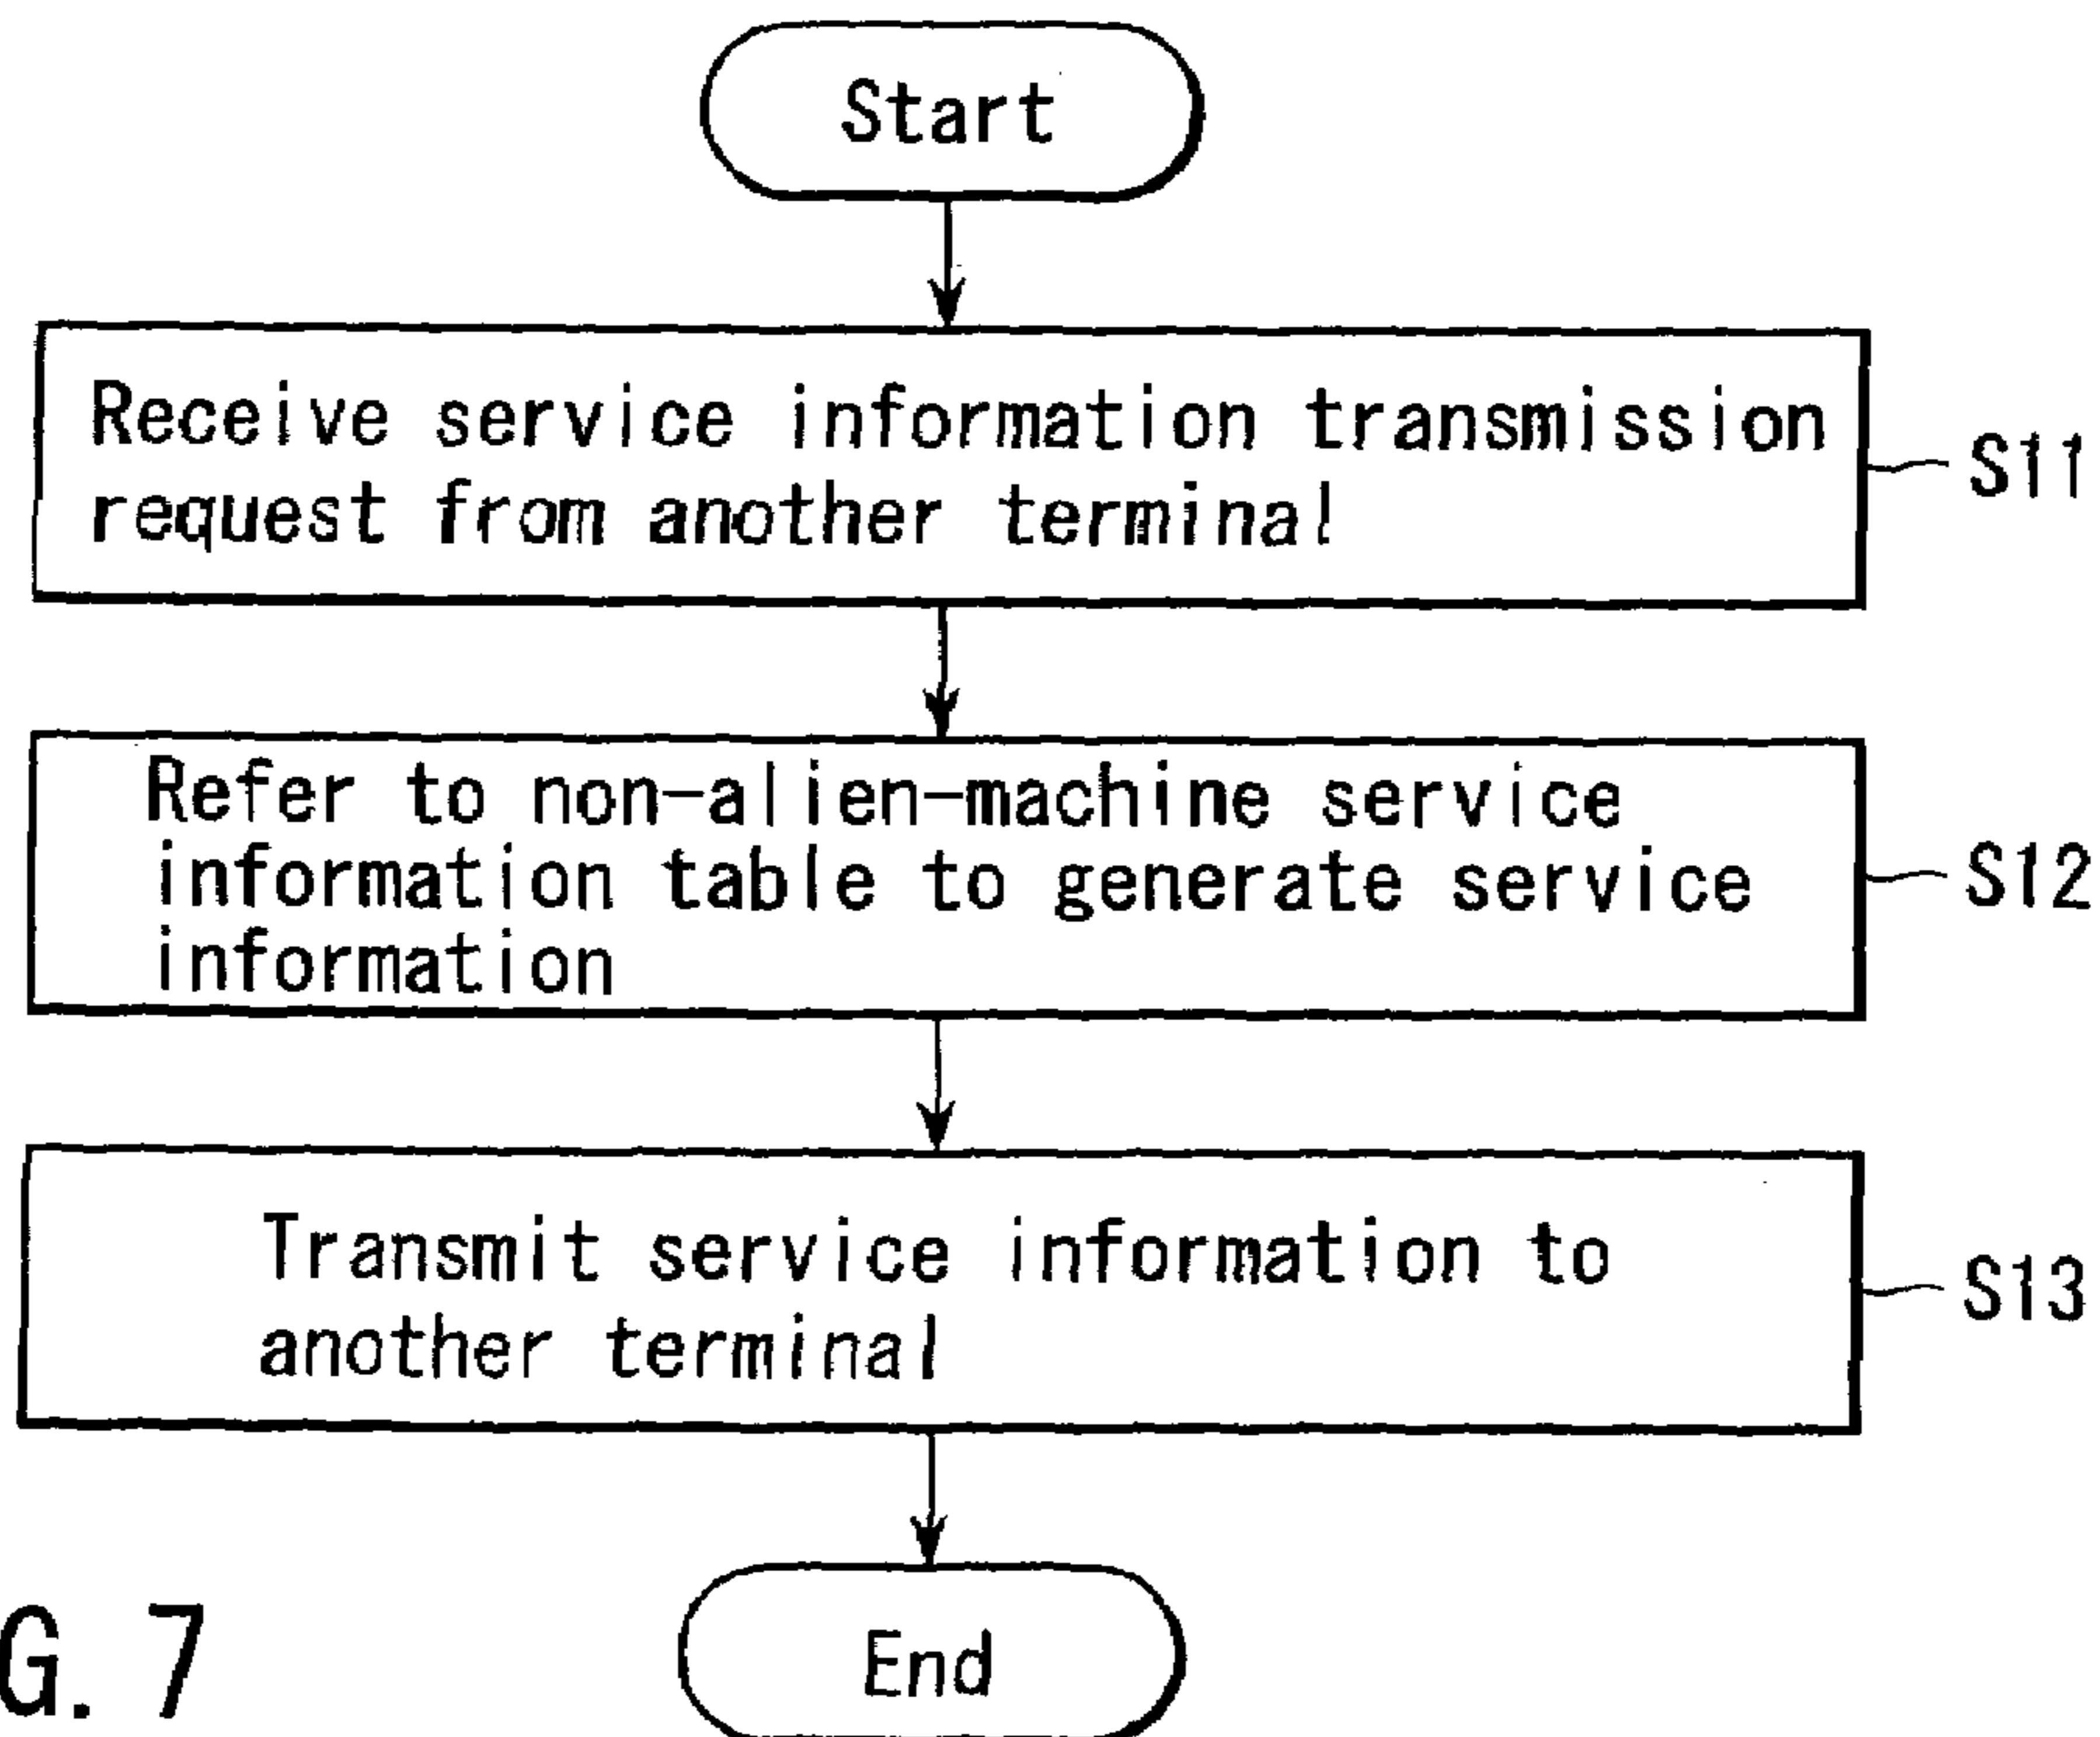 Start
Receive service information transmission
request from another terminal
S11
Refer to non-alien-machine service
information table to generate service
information
S12
Transmit service information to
another terminal
S13
End
G. 7